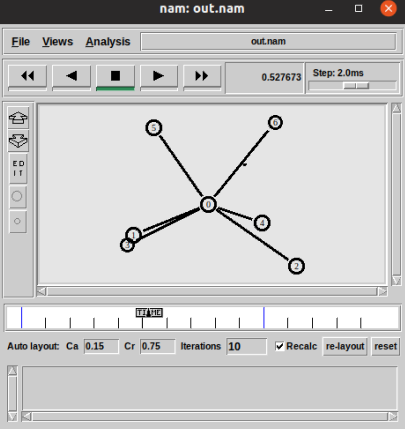 nam: out.nam
File Views Analysis out.nam
0.527673 Step: 2.0ms
E D
I T
5
6
0
1
3
4
2
TIME
Auto layout: Ca 0.15 Cr 0.75 Iterations 10 Recalc re-layout reset